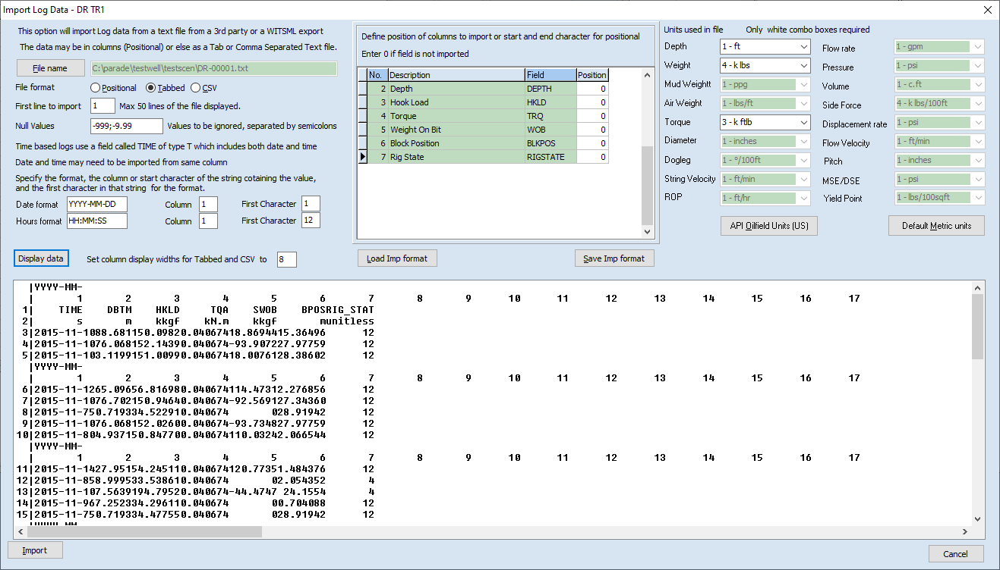 Import Log Data - DR TR1
This option will import Log data from a text file from a 3rd party or a WITSML export
The data may be in columns (Positional) or else as a Tab or Comma Separated Text file.
File name C:\parade\testwell\testscen\DR-00001.txt
File format Positional Tabbed CSV
First line to import 1 Max 50 lines of the file displayed.
Null Values -999;-9.99 Values to be ignored, separated by semicolons
Time based logs use a field called TIME of type T which includes both date and time
Date and time may need to be imported from same column
Specify the format, the column or start character of the string cotaining the value,
and the first character in that string for the format.
Date format YYYY-MM-DD Column 1 First Character 1
Hours format HH:MM:SS Column 1 First Character 12
Display data Set column display widths for Tabbed and CSV to 8
Define position of columns to import or start and end character for positional
Enter 0 if field is not imported
No. Description Field Position
2 Depth DEPTH 0
3 Hook Load HKLD 0
4 Torque TRQ 0
5 Weight On Bit WOB 0
6 Block Position BLKPOS 0
7 Rig State RIGSTATE 0
Load Imp format Save Imp format
Units used in file Only white combo boxes required
Depth 1 - ft Flow rate 1 - gpm
Weight 4 - k lbs Pressure 1 - psi
Mud Weight 1 - ppg Volume 1 - c.ft
Air Weight 1 - lbs/ft Side Force 4 - k lbs/100ft
Torque 3 - k ftlb Displacement rate 1 - psi
Diameter 1 - inches Flow Velocity 1 - ft/min
Dogleg 1 - °/100ft Pitch 1 - inches
String Velocity 1 - ft/min MSE/DSE 1 - psi
ROP 1 - ft/hr Yield Point 1 - lbs/100sqft
API Oilfield Units (US) Default Metric units
|YYYY-MM-
| 1 2 3 4 5 6 7 8 9 10 11 12 13 14 15 16 17
1| TIME DBTM HKLD TQA SWOB BPOSRIG_STAT
2| s m kkgf kN.m kkgf munitless
3|2015-11-1088.681150.09820.04067418.8694415.36496 12
4|2015-11-1076.068152.14390.040674-93.907227.97759 12
5|2015-11-103.1199151.00990.04067418.0076128.38602 12
|YYYY-MM-
| 1 2 3 4 5 6 7 8 9 10 11 12 13 14 15 16 17
6|2015-11-1265.09656.816980.040674114.47312.276856 12
7|2015-11-1076.702150.94640.040674-92.569127.34360 12
8|2015-11-750.719334.522910.040674 028.91942 12
9|2015-11-1076.068152.02600.040674-93.734827.97759 12
10|2015-11-804.937150.847700.040674110.03242.066544 12
|YYYY-MM-
| 1 2 3 4 5 6 7 8 9 10 11 12 13 14 15 16 17
11|2015-11-1427.95154.245110.040674120.77351.484376 12
12|2015-11-858.999533.538610.040674 02.054352 4
13|2015-11-107.5639194.79520.040674-44.4747 24.1554 4
14|2015-11-967.252334.296110.040674 00.704088 12
15|2015-11-750.719334.477550.040674 028.91942 12
|YYYY-MM-
Import Cancel